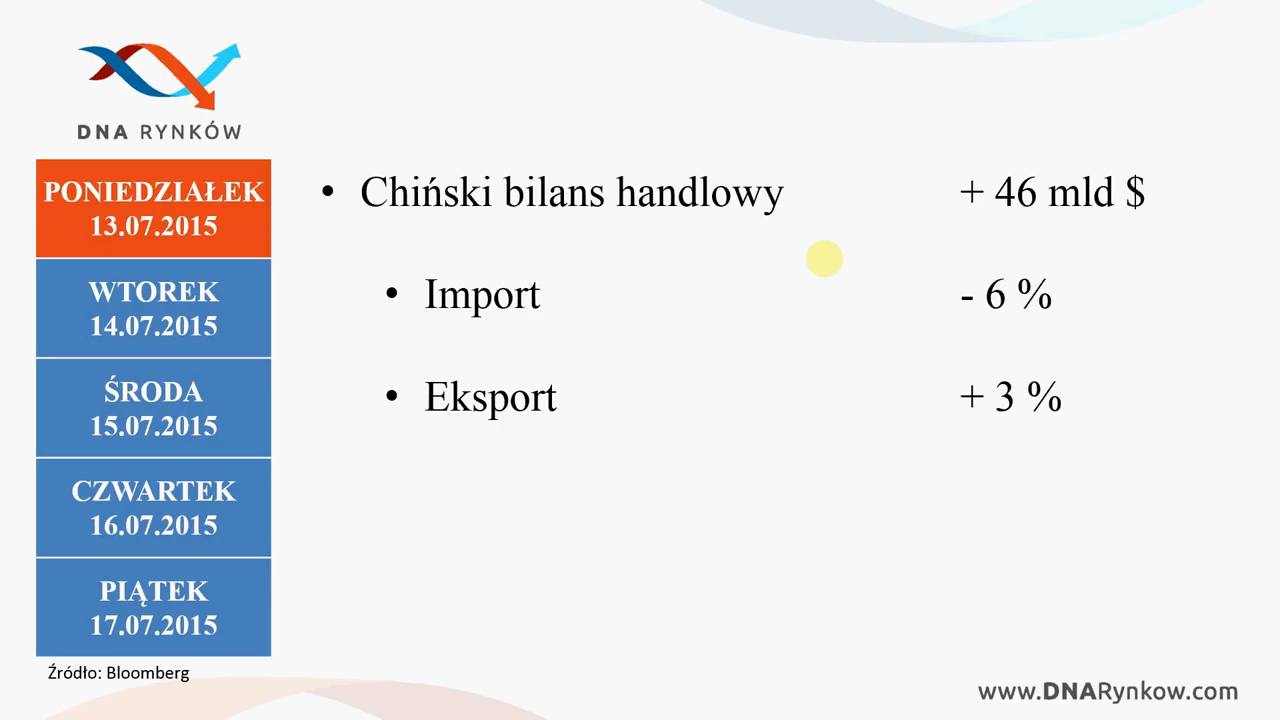 DNA RYNKÓW
PONIEDZIAŁEK
13.07.2015
WTOREK
14.07.2015
ŚRODA
15.07.2015
CZWARTEK
16.07.2015
PIĄTEK
17.07.2015
Źródło: Bloomberg
• Chiński bilans handlowy + 46 mld $
• Import - 6 %
• Eksport + 3 %
www.DNARynkow.com